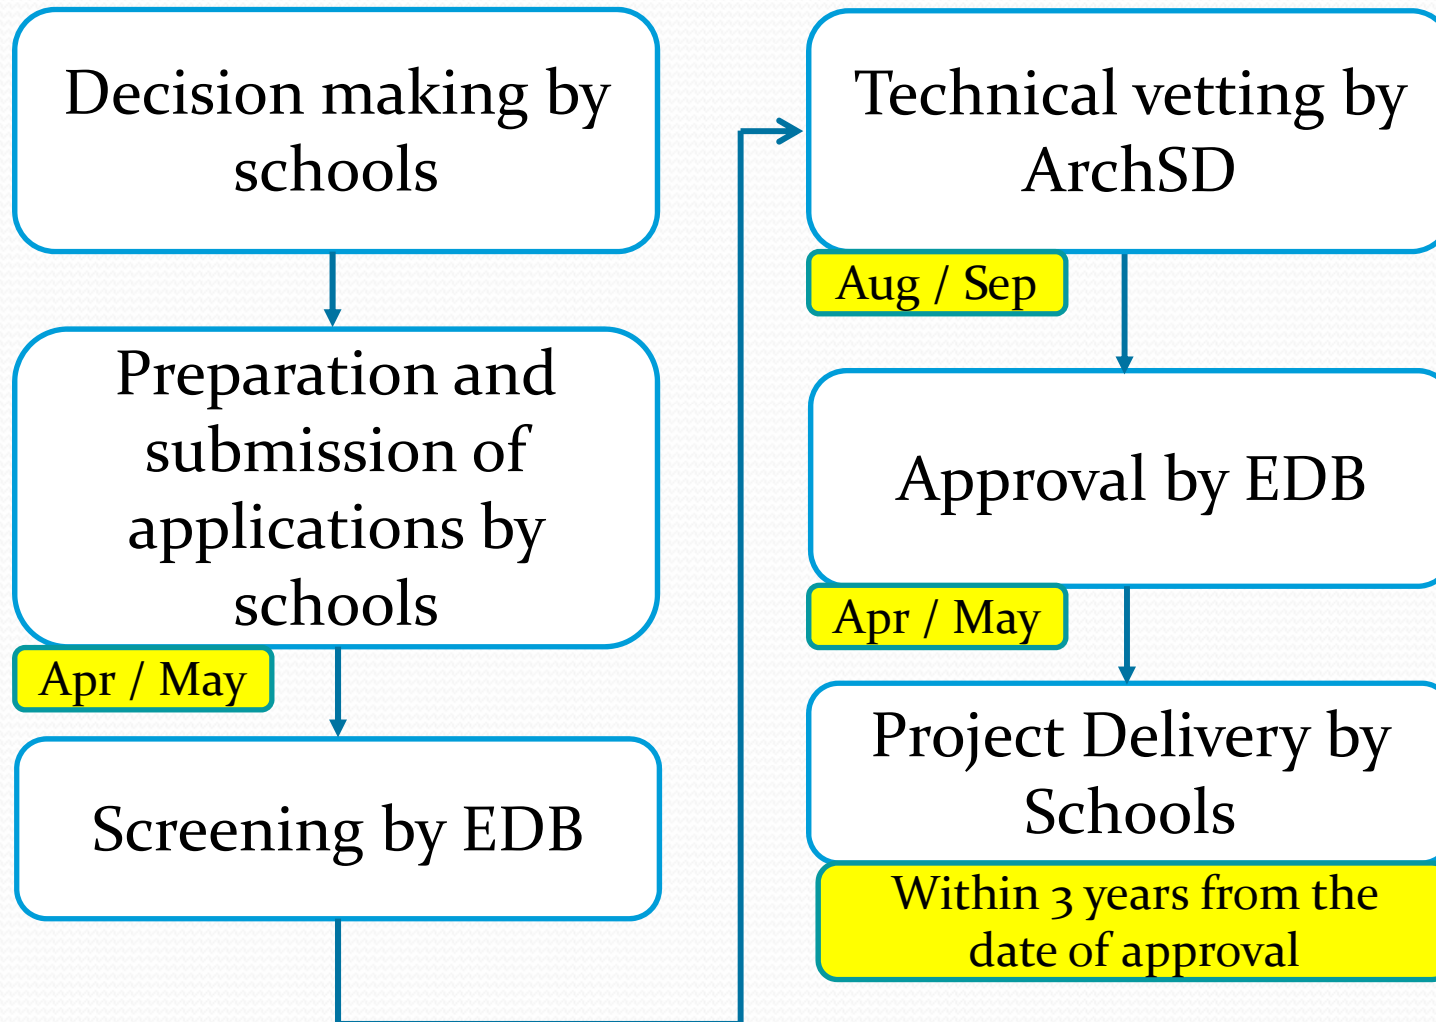 Decision making by
schools
Preparation and
submission of
applications by
schools
Apr / May
Screening by EDB
Technical vetting by
ArchSD
Aug / Sep
Approval by EDB
Apr / May
Project Delivery by
Schools
Within 3 years from the
date of approval